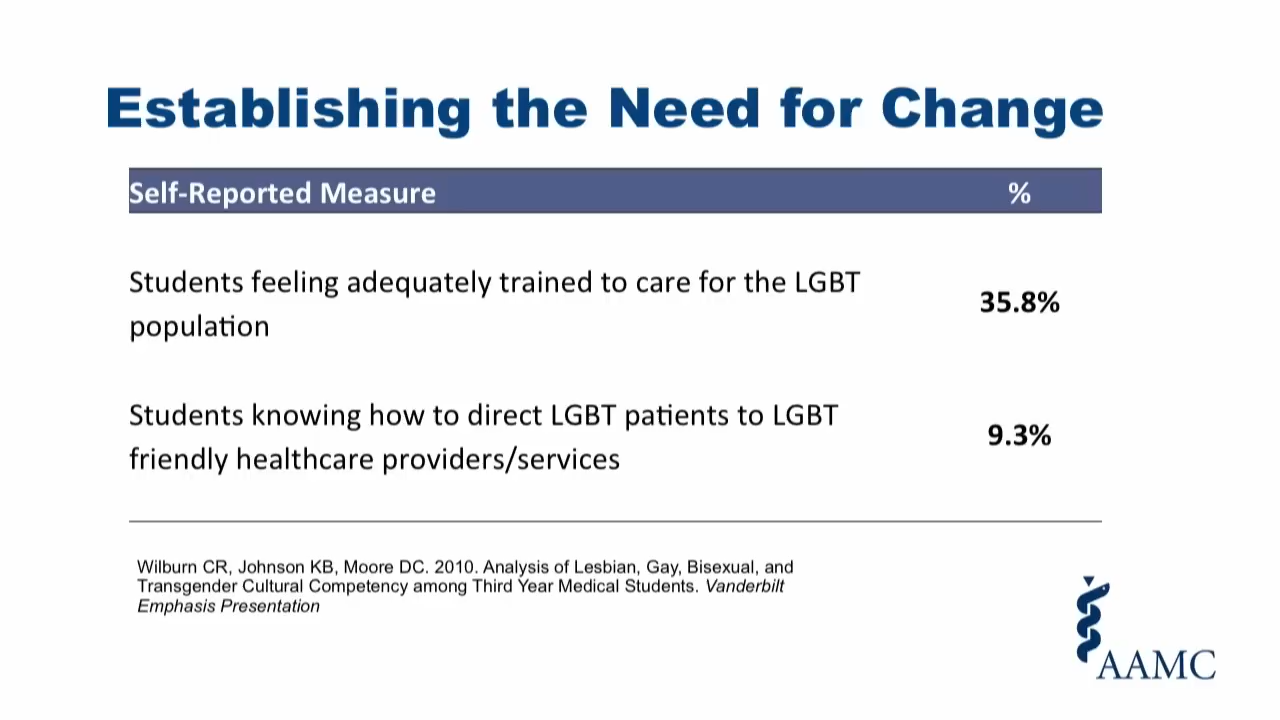 Establishing the Need for Change
Self-Reported Measure %
Students feeling adequately trained to care for the LGBT
population
35.8%
Students knowing how to direct LGBT patients to LGBT
friendly healthcare providers/services
9.3%
Wilburn CR, Johnson KB, Moore DC. 2010. Analysis of Lesbian, Gay, Bisexual, and
Transgender Cultural Competency among Third Year Medical Students. Vanderbilt
Emphasis Presentation
AAMC